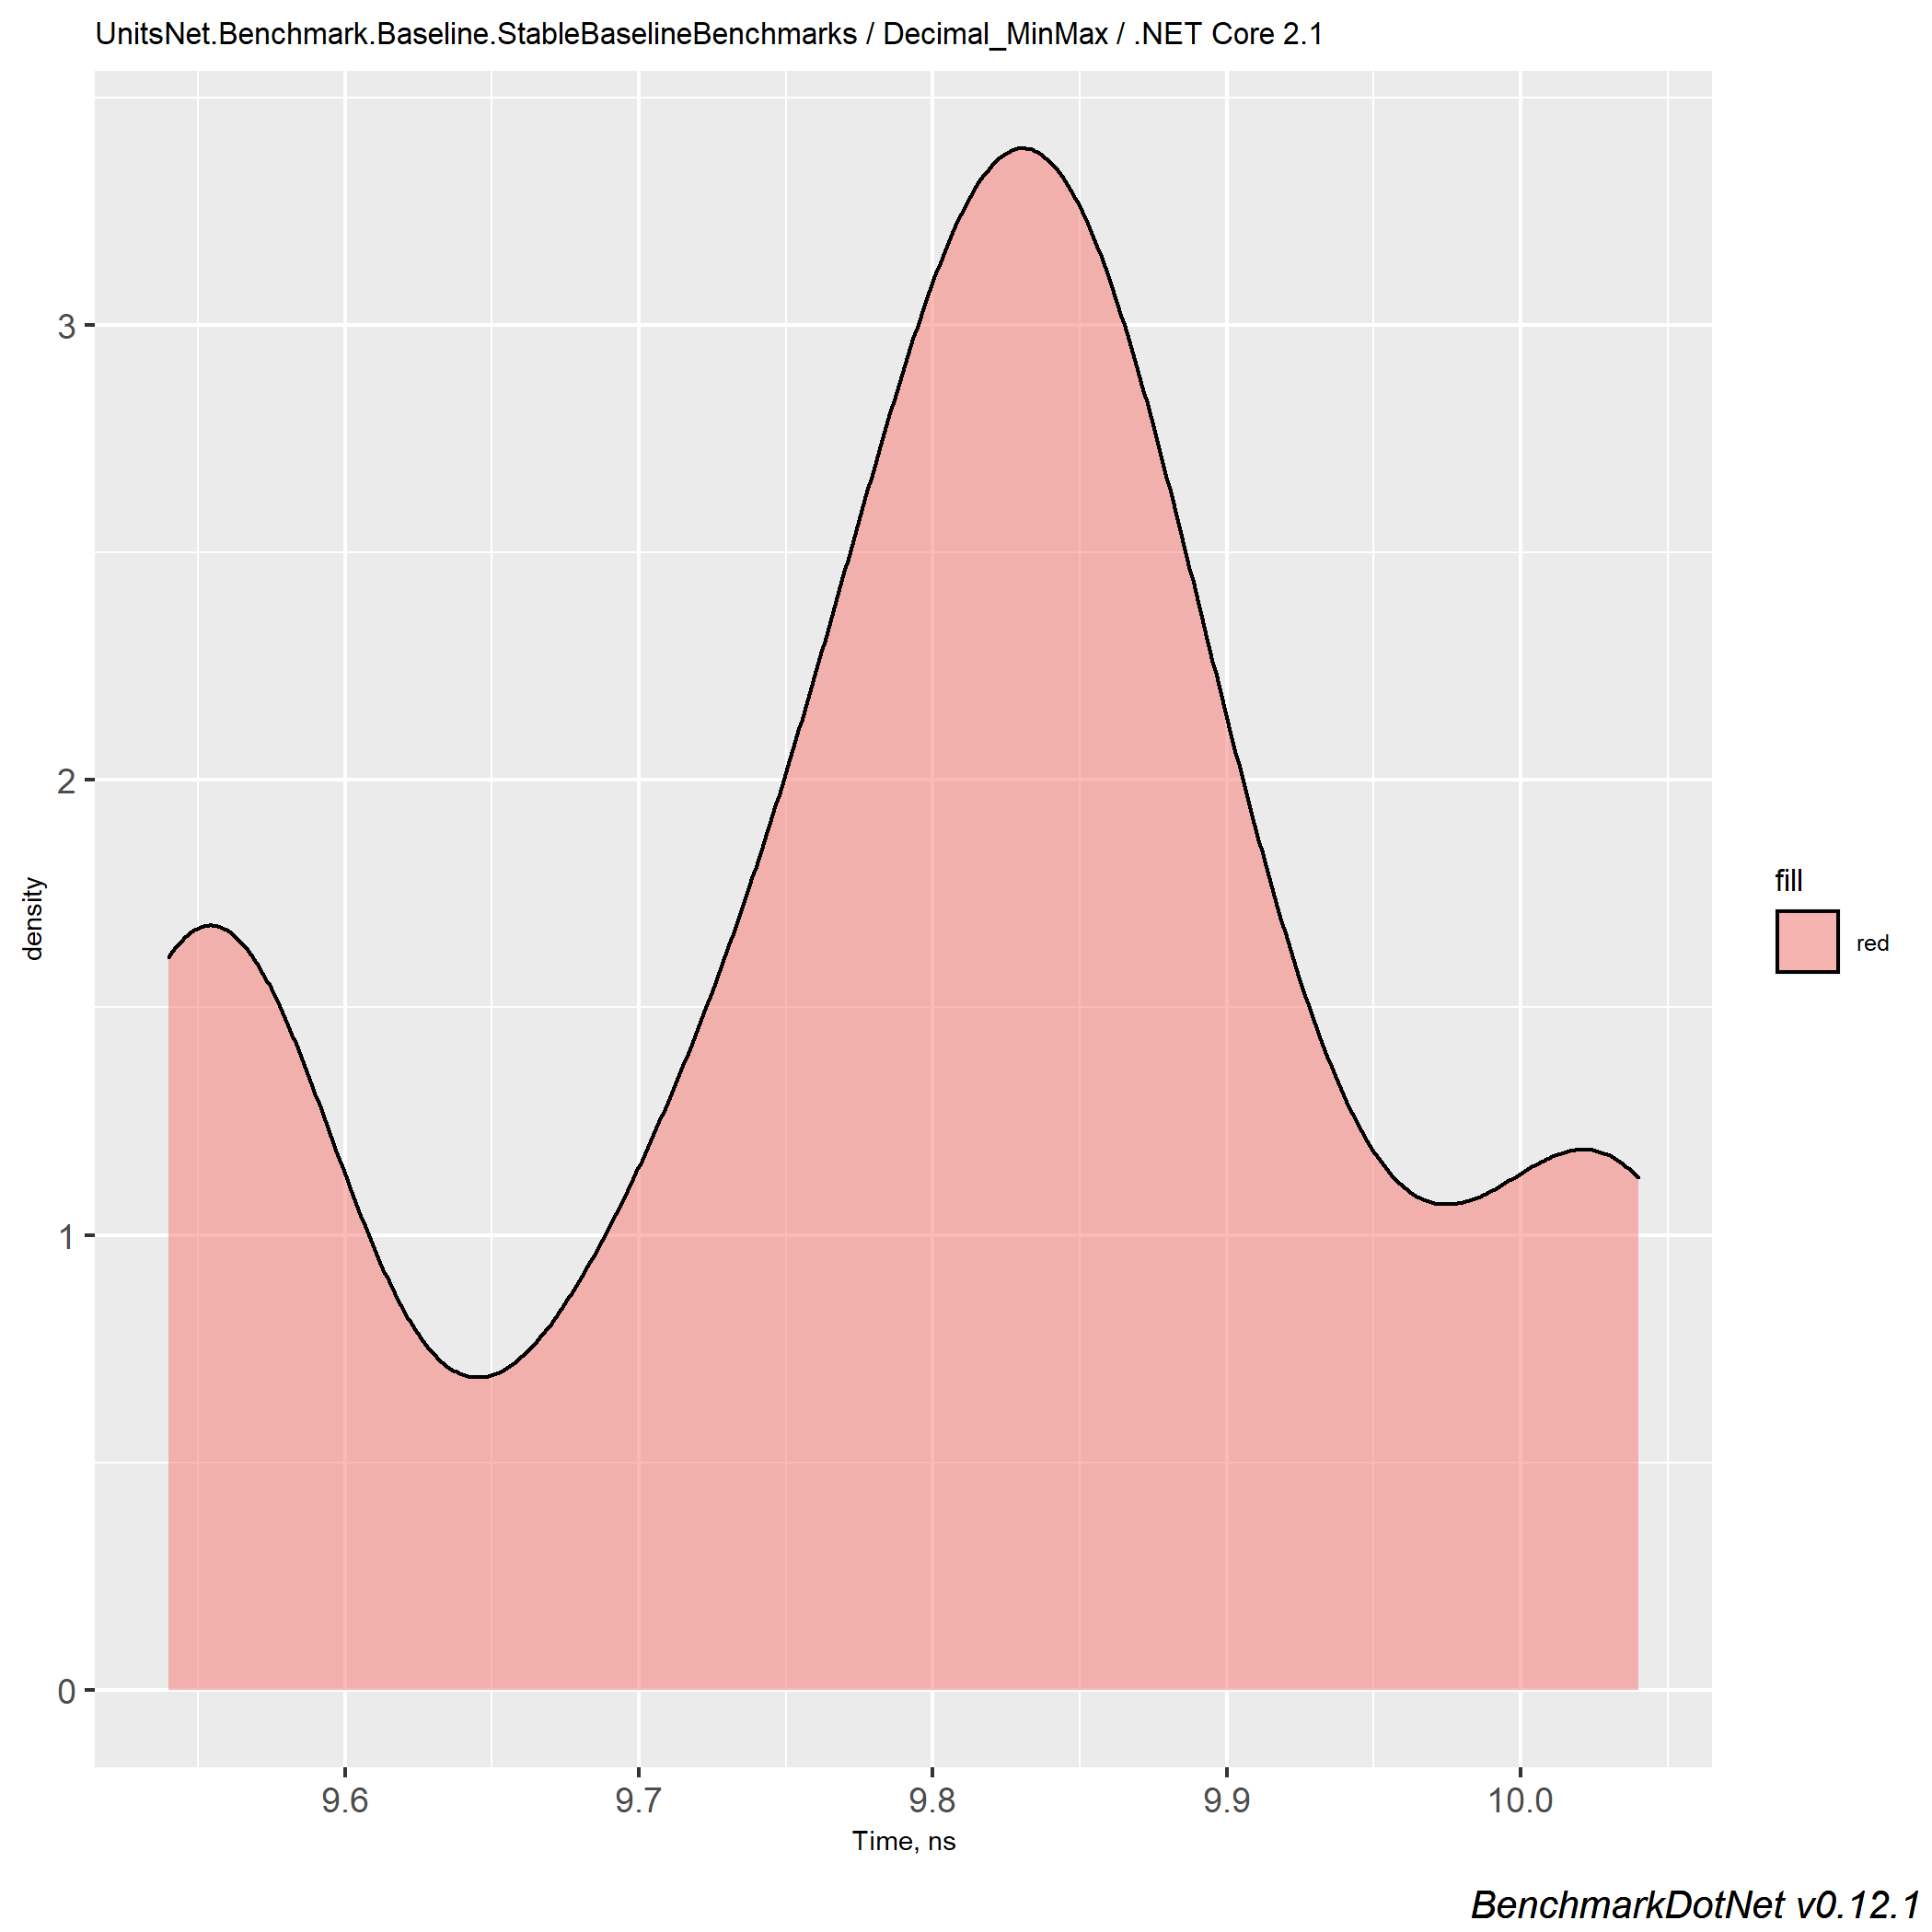 UnitsNet.Benchmark.Baseline.StableBaselineBenchmarks / Decimal_MinMax / .NET Core 2.1
3
2
1
0
density
9.6 9.7 9.8 9.9 10.0
Time, ns
fill
red
BenchmarkDotNet v0.12.1